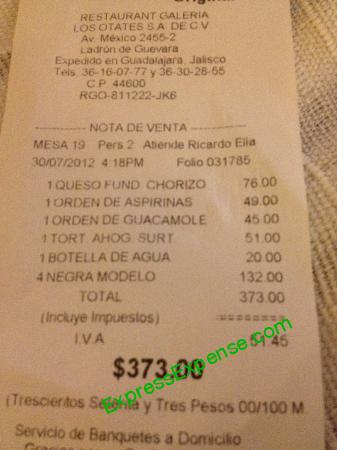 Original
RESTAURANT GALERIA
LOS OTATES S.A. DE C.V
Av. México 2455-2
Ladrón de Guevara
Expedido en Guadalajara, Jalisco
Tels. 36-16-07-77 y 36-30-28-55
C.P. 44600
RGO-811222-JK6
---------- NOTA DE VENTA ----------
MESA 19 Pers 2 Atiende Ricardo Elia
30/07/2012 4:18PM Folio 031785
1 QUESO FUND. CHORIZO 76.00
1 ORDEN DE ASPIRINAS 49.00
1 ORDEN DE GUACAMOLE 45.00
1 TORT. AHOG. SURT. 51.00
1 BOTELLA DE AGUA 20.00
4 NEGRA MODELO 132.00
TOTAL 373.00
(Incluye Impuestos) ========
I.V.A 51.45
$373.00
ExpressExpense.com
(Trescientos Setenta y Tres Pesos 00/100 M.
Servicio de Banquetes a Domicilio